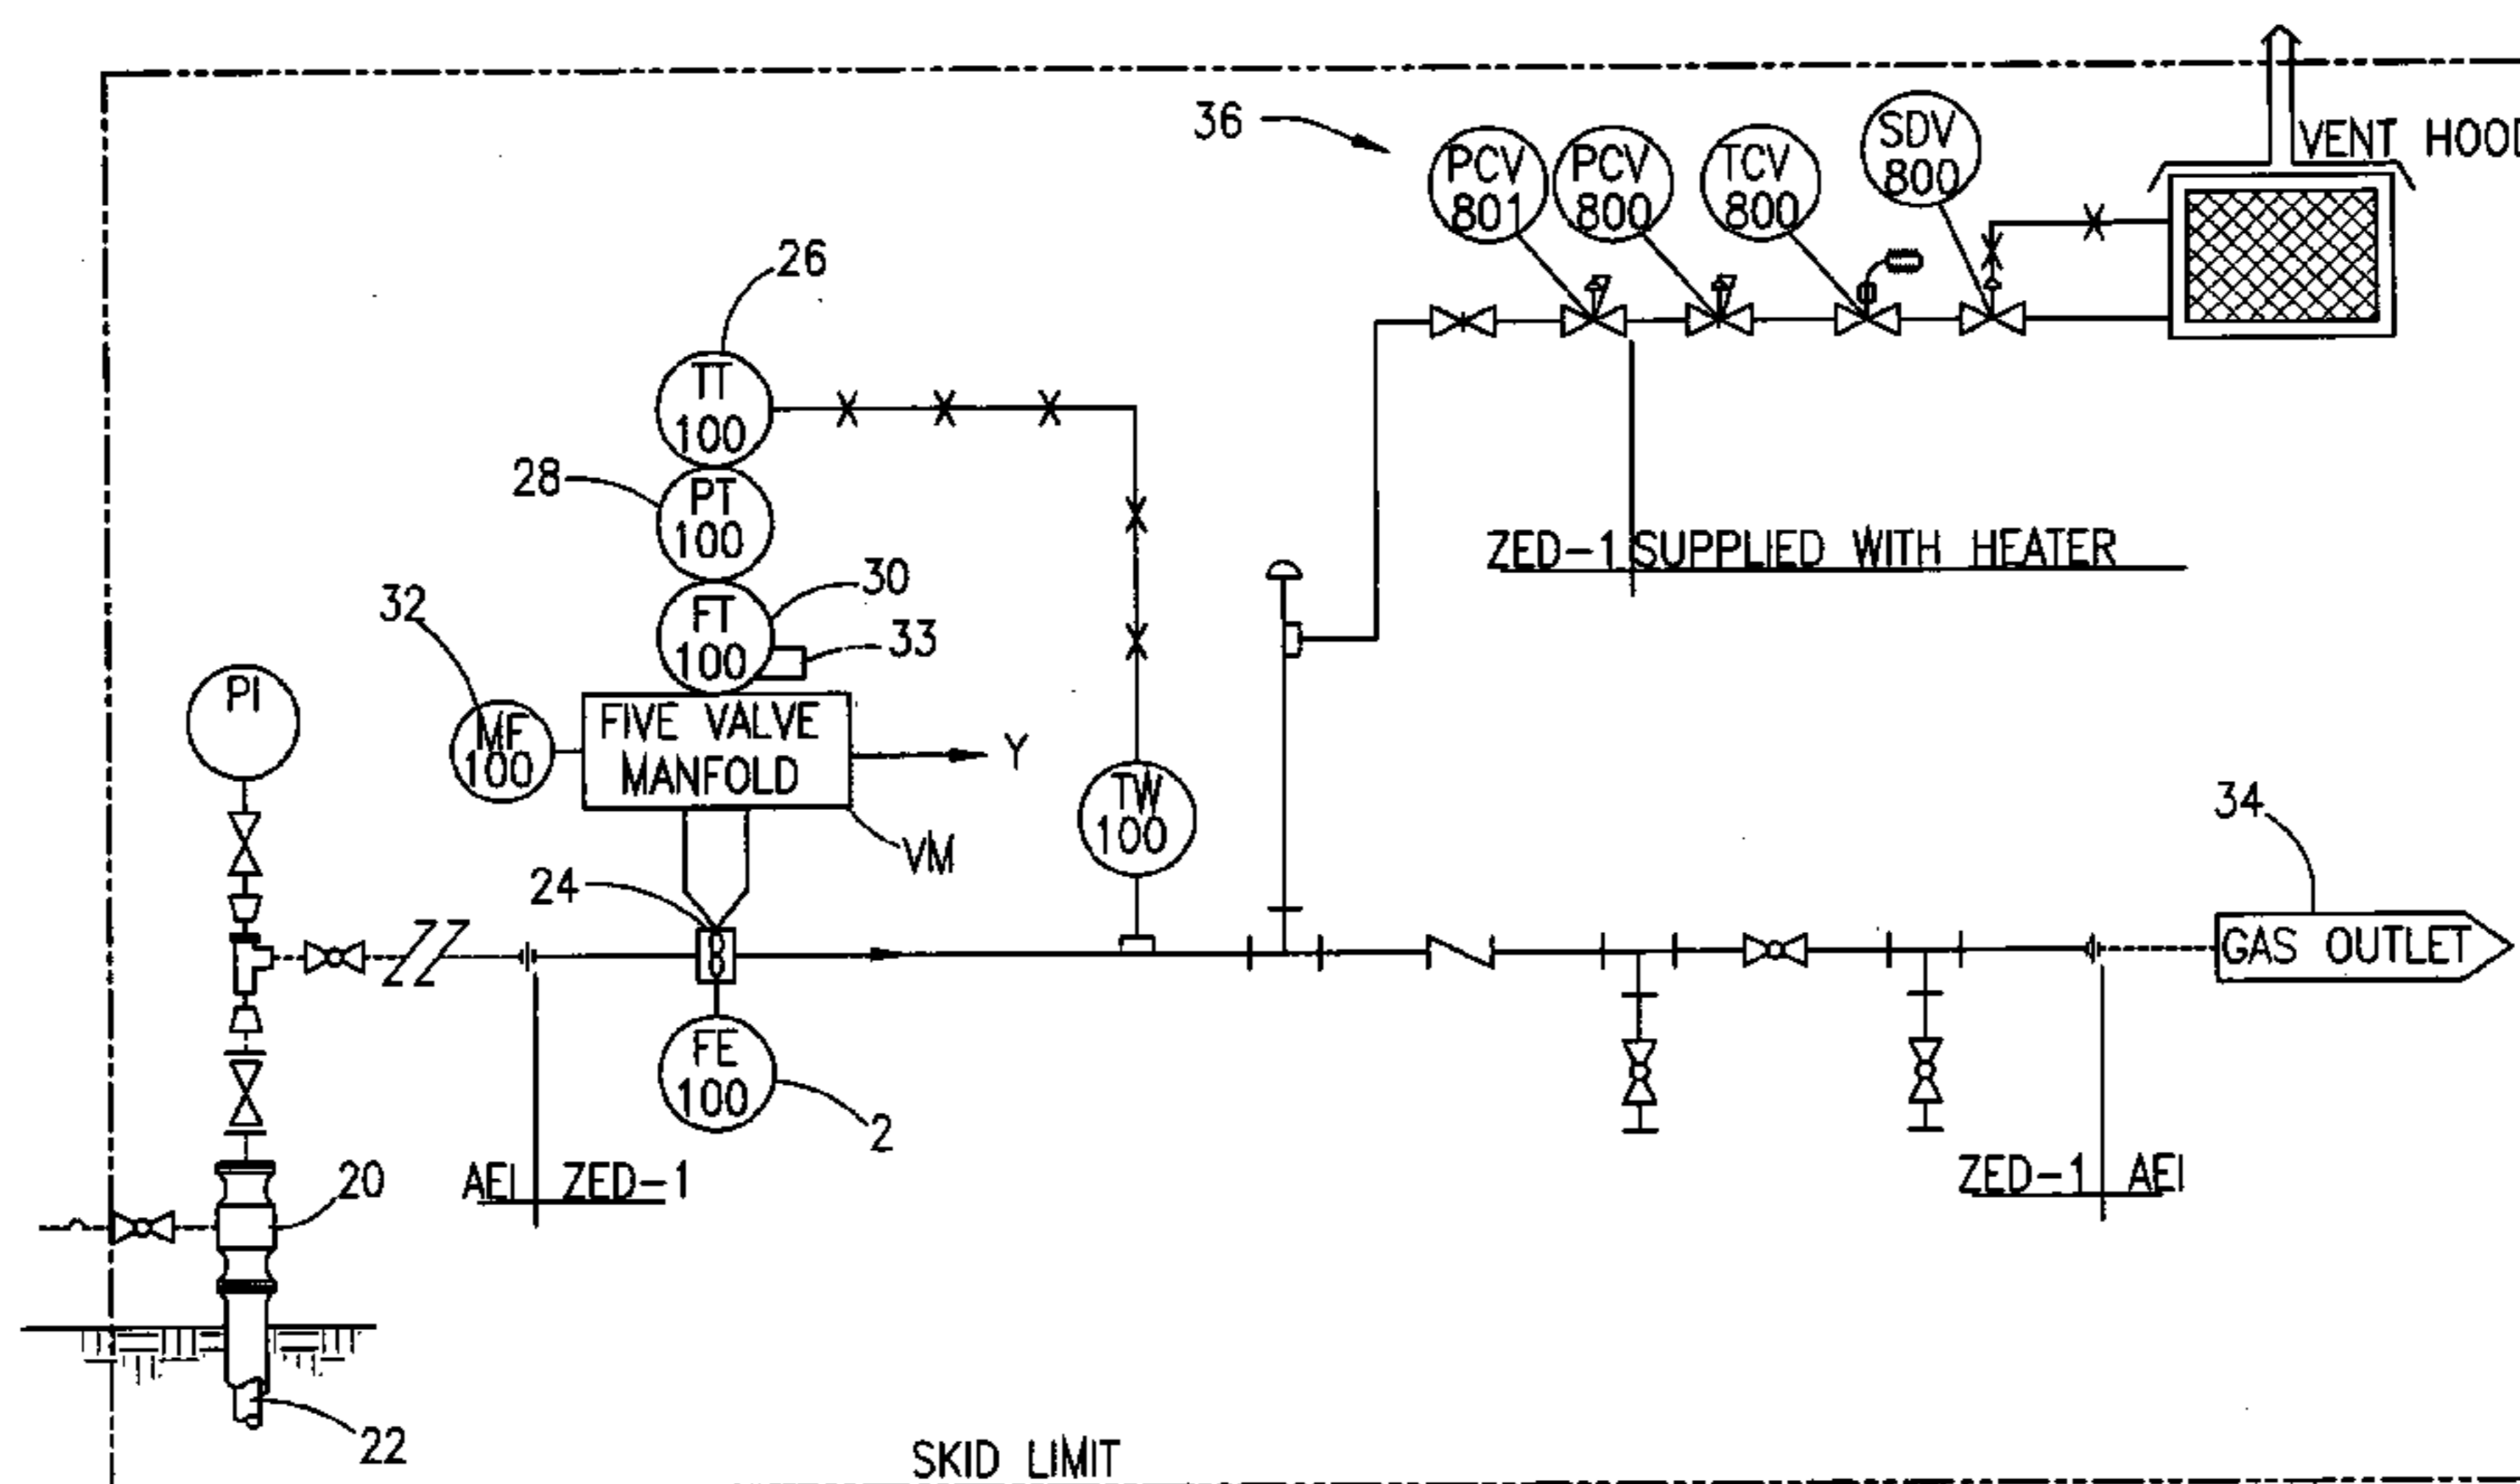 36
PCV
801
PCV
800
TCV
800
SDV
800
VENT HOOD
26
TT
100
28
PT
100
ZED-1 SUPPLIED WITH HEATER
30
FT
100
33
32
PI
MF
100
FIVE VALVE
MANFOLD
Y
TW
100
34
VM
24
GAS OUTLET
FE
100
2
AEI ZED-1
ZED-1 AEI
20
22
SKID LIMIT